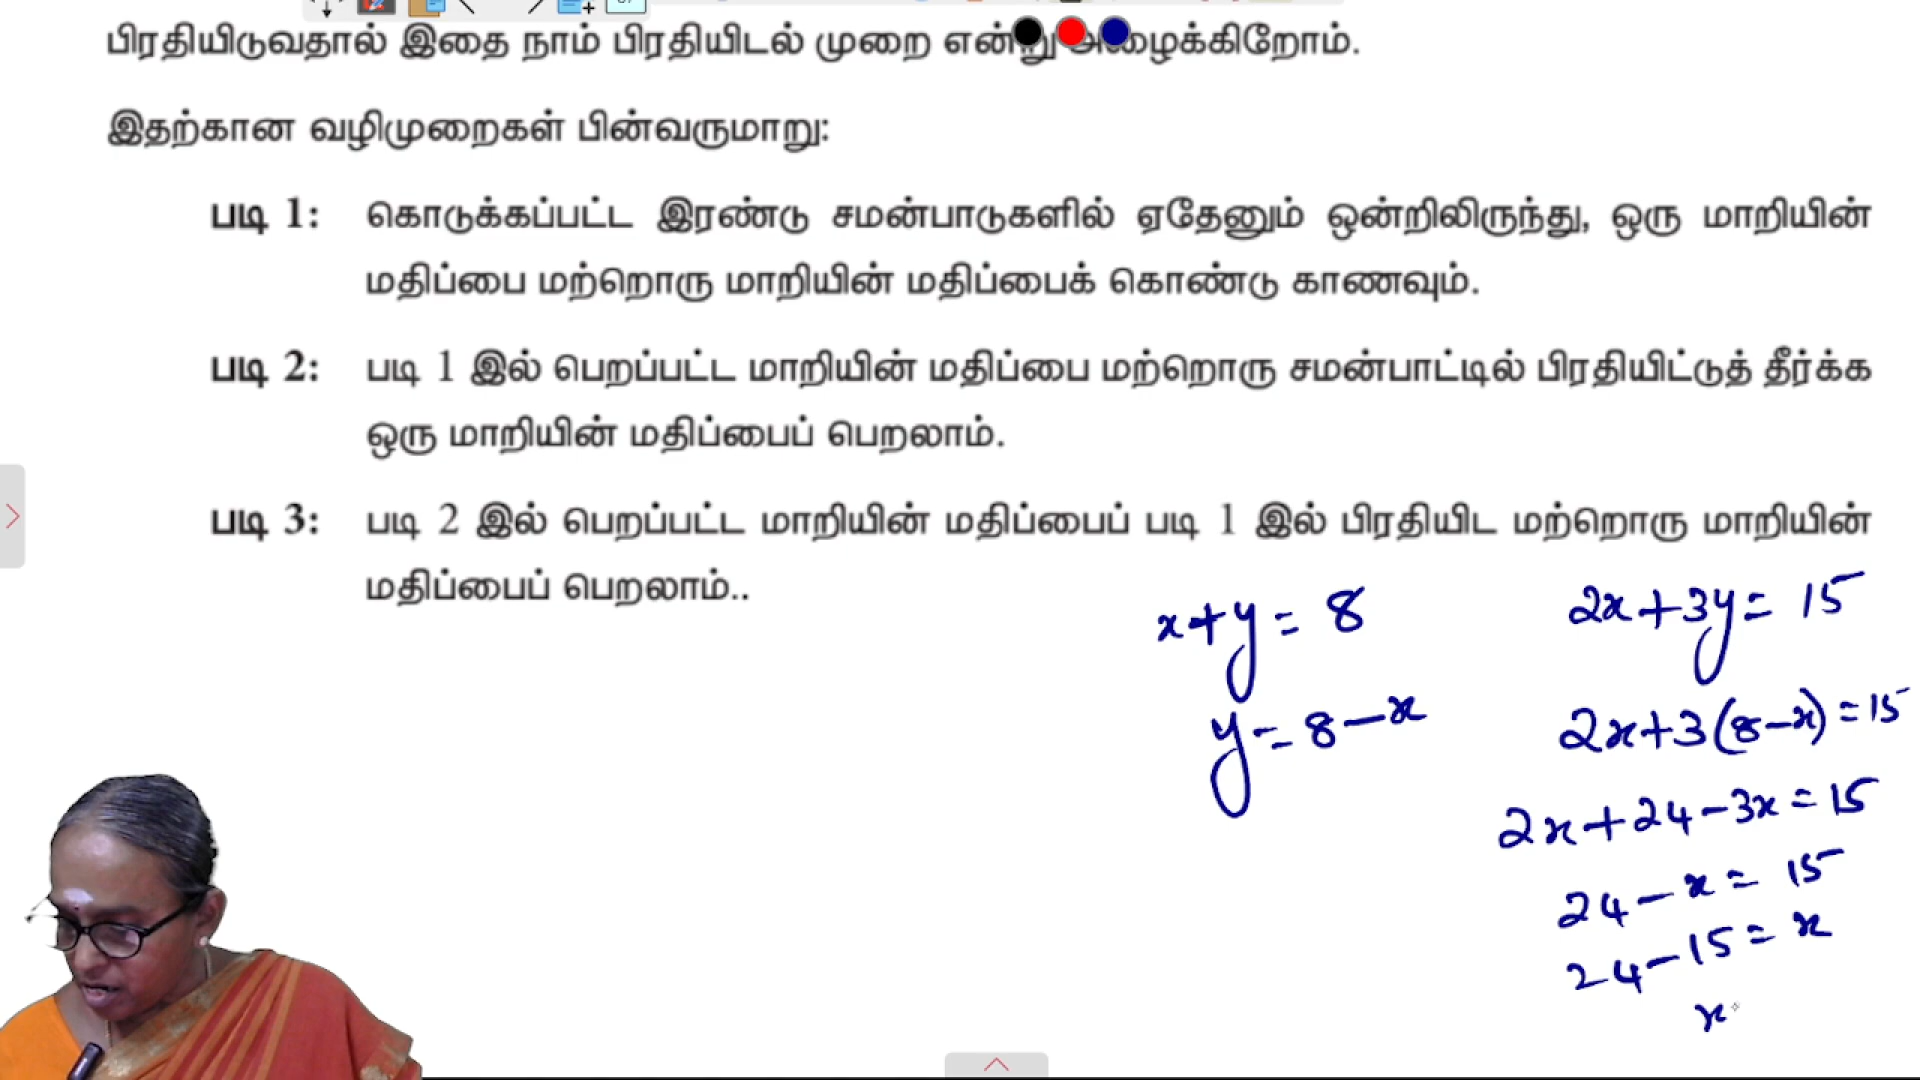 பிரதியிடுவதால் இதை நாம் பிரதியிடல் முறை என்று அழைக்கிறோம்.
இதற்கான வழிமுறைகள் பின்வருமாறு:
படி 1: கொடுக்கப்பட்ட இரண்டு சமன்பாடுகளில் ஏதேனும் ஒன்றிலிருந்து, ஒரு மாறியின்
மதிப்பை மற்றொரு மாறியின் மதிப்பைக் கொண்டு காணவும்.
படி 2: படி 1 இல் பெறப்பட்ட மாறியின் மதிப்பை மற்றொரு சமன்பாட்டில் பிரதியிட்டுத் தீர்க்க
ஒரு மாறியின் மதிப்பைப் பெறலாம்.
படி 3: படி 2 இல் பெறப்பட்ட மாறியின் மதிப்பைப் படி 1 இல் பிரதியிட மற்றொரு மாறியின்
மதிப்பைப் பெறலாம்..
x+y = 8
y = 8-x
2x+3y = 15
2x+3(8-x) = 15
2x+24-3x = 15
24-x = 15
24-15 = x
x